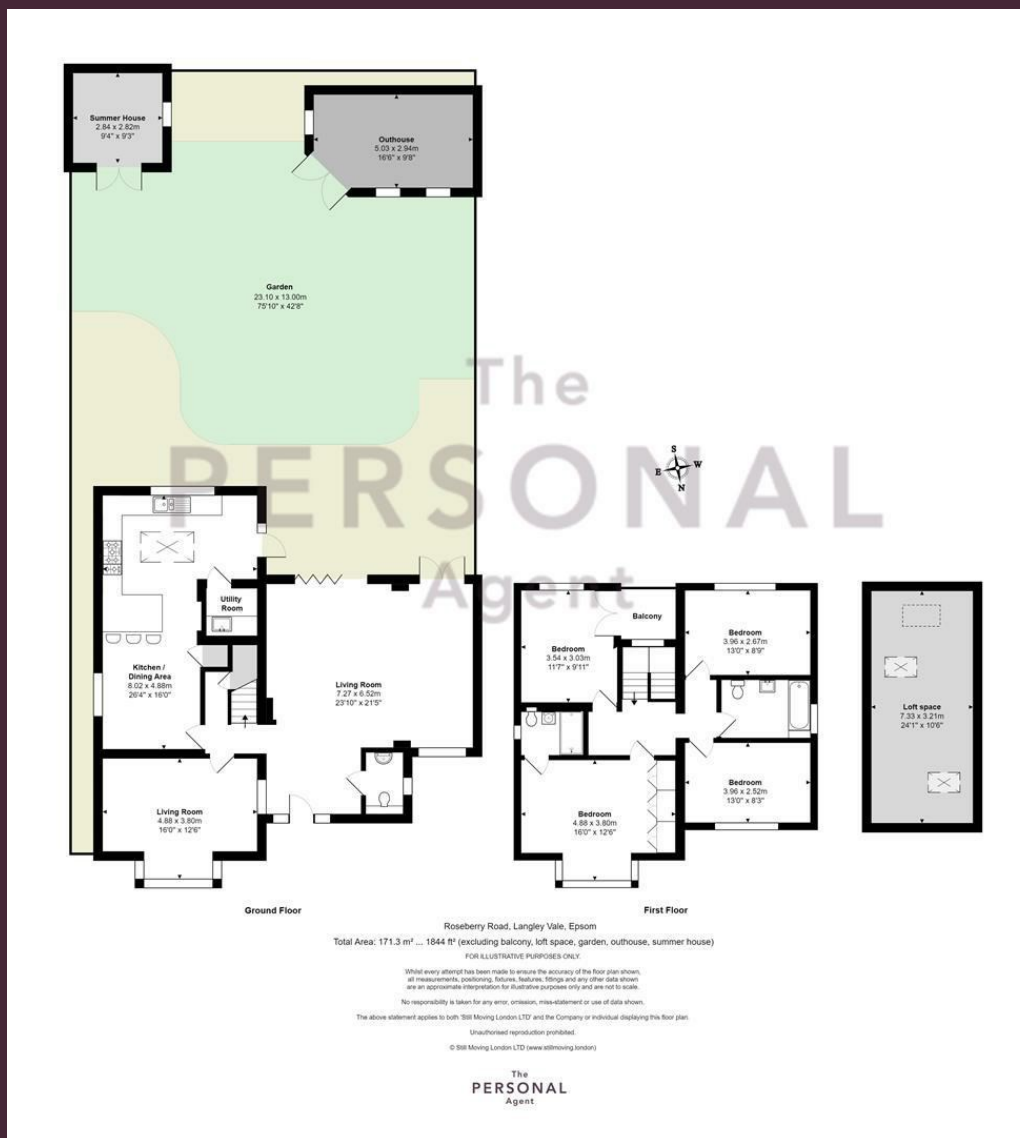 Summer House
2.84 x 2.82m
9'4" x 9'3"
Outhouse
5.03 x 2.94m
16'6" x 9'8"
Garden
23.10 x 13.00m
75'10" x 42'8"
The
PERSONAL
Agent
S
E W
N
Utility
Room
Kitchen /
Dining Area
8.02 x 4.88m
26'4" x 16'0"
Living Room
7.27 x 6.52m
23'10" x 21'5"
Living Room
4.88 x 3.80m
16'0" x 12'6"
Ground Floor
Balcony
Bedroom
3.54 x 3.03m
11'7" x 9'11"
Bedroom
3.96 x 2.67m
13'0" x 8'9"
Bedroom
3.96 x 2.52m
13'0" x 8'3"
Bedroom
4.88 x 3.80m
16'0" x 12'6"
First Floor
Loft space
7.33 x 3.21m
24'1" x 10'6"
Roseberry Road, Langley Vale, Epsom
Total Area: 171.3 m² ... 1844 ft² (excluding balcony, loft space, garden, outhouse, summer house)
FOR ILLUSTRATIVE PURPOSES ONLY.
Whilst every attempt has been made to ensure the accuracy of the floor plan shown,
all measurements, positioning, fixtures, features, fittings and any other data shown
are an approximate interpretation for illustrative purposes only and are not to scale.
No responsibility is taken for any error, omission, miss-statement or use of data shown.
The above statement applies to both 'Still Moving London LTD' and the Company or individual displaying this floor plan.
Unauthorised reproduction prohibited.
© Still Moving London LTD (www.stillmoving.london)
The
PERSONAL
Agent